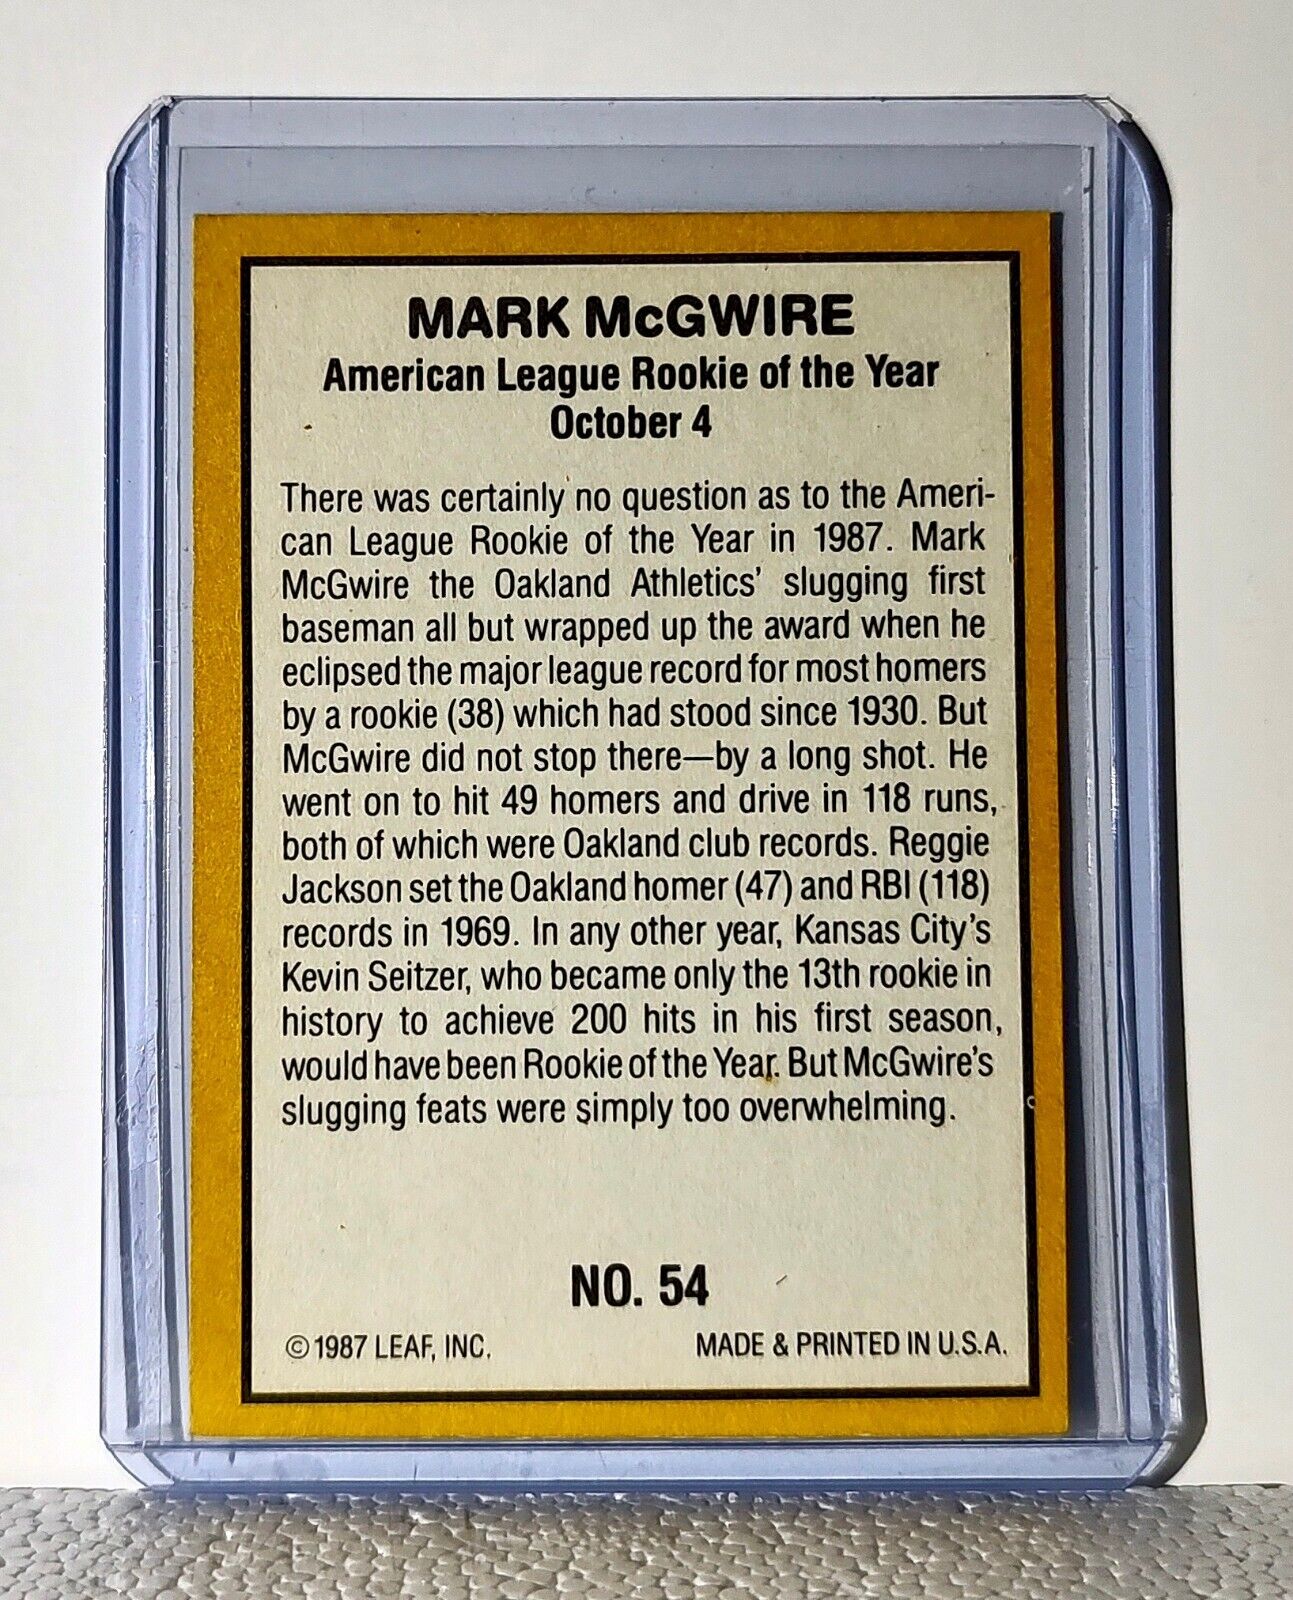 MARK McGWIRE
American League Rookie of the Year
October 4
There was certainly no question as to the Ameri-
can League Rookie of the Year in 1987. Mark
McGwire the Oakland Athletics' slugging first
baseman all but wrapped up the award when he
eclipsed the major league record for most homers
by a rookie (38) which had stood since 1930. But
McGwire did not stop there—by a long shot. He
went on to hit 49 homers and drive in 118 runs,
both of which were Oakland club records. Reggie
Jackson set the Oakland homer (47) and RBI (118)
records in 1969. In any other year, Kansas City's
Kevin Seitzer, who became only the 13th rookie in
history to achieve 200 hits in his first season,
would have been Rookie of the Year. But McGwire's
slugging feats were simply too overwhelming.
NO. 54
© 1987 LEAF, INC. MADE & PRINTED IN U.S.A.